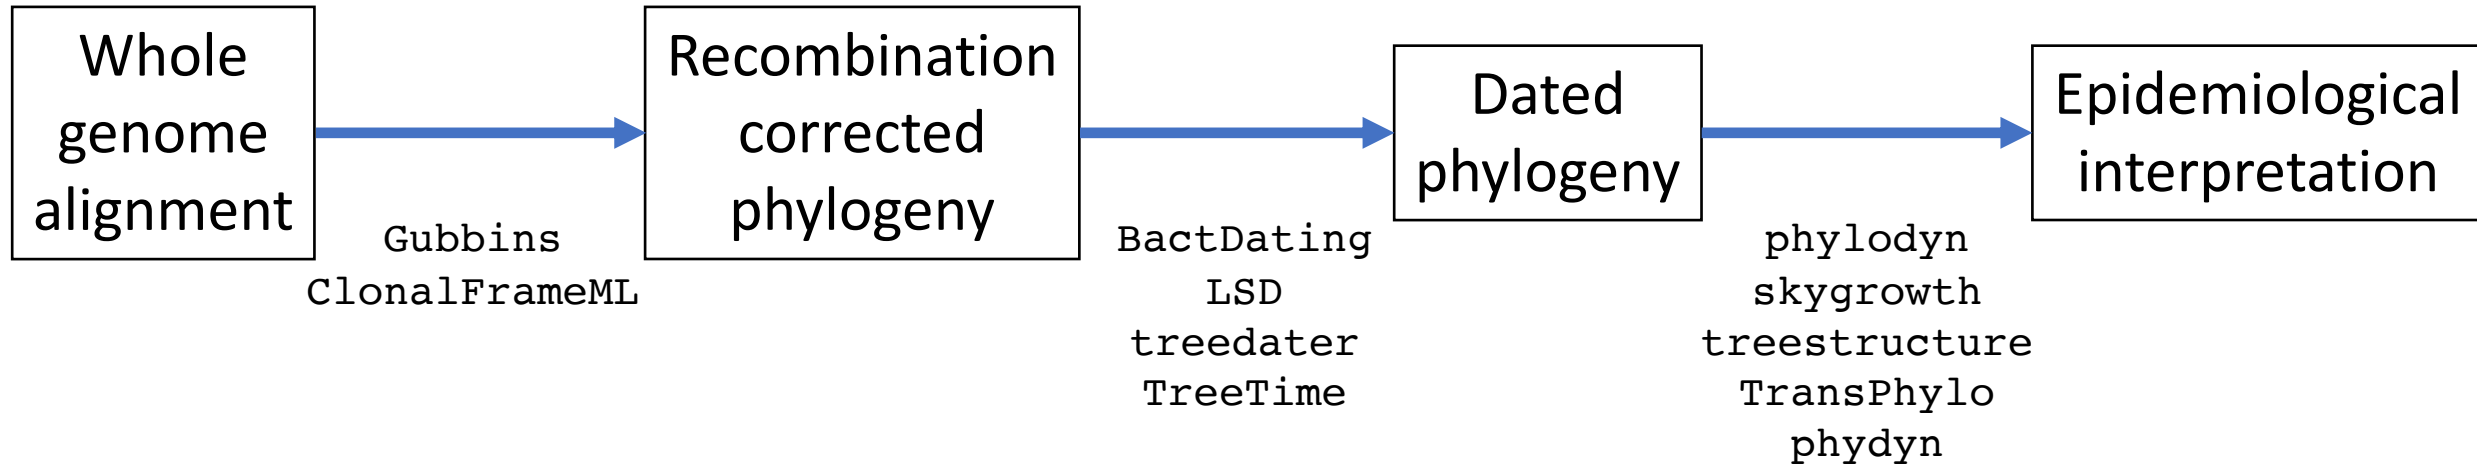 Whole
genome
alignment
Gubbins
ClonalFrameML
Recombination
corrected
phylogeny
BactDating
LSD
treedater
TreeTime
Dated
phylogeny
phylodyn
skygrowth
treestructure
TransPhylo
phydyn
Epidemiological
interpretation